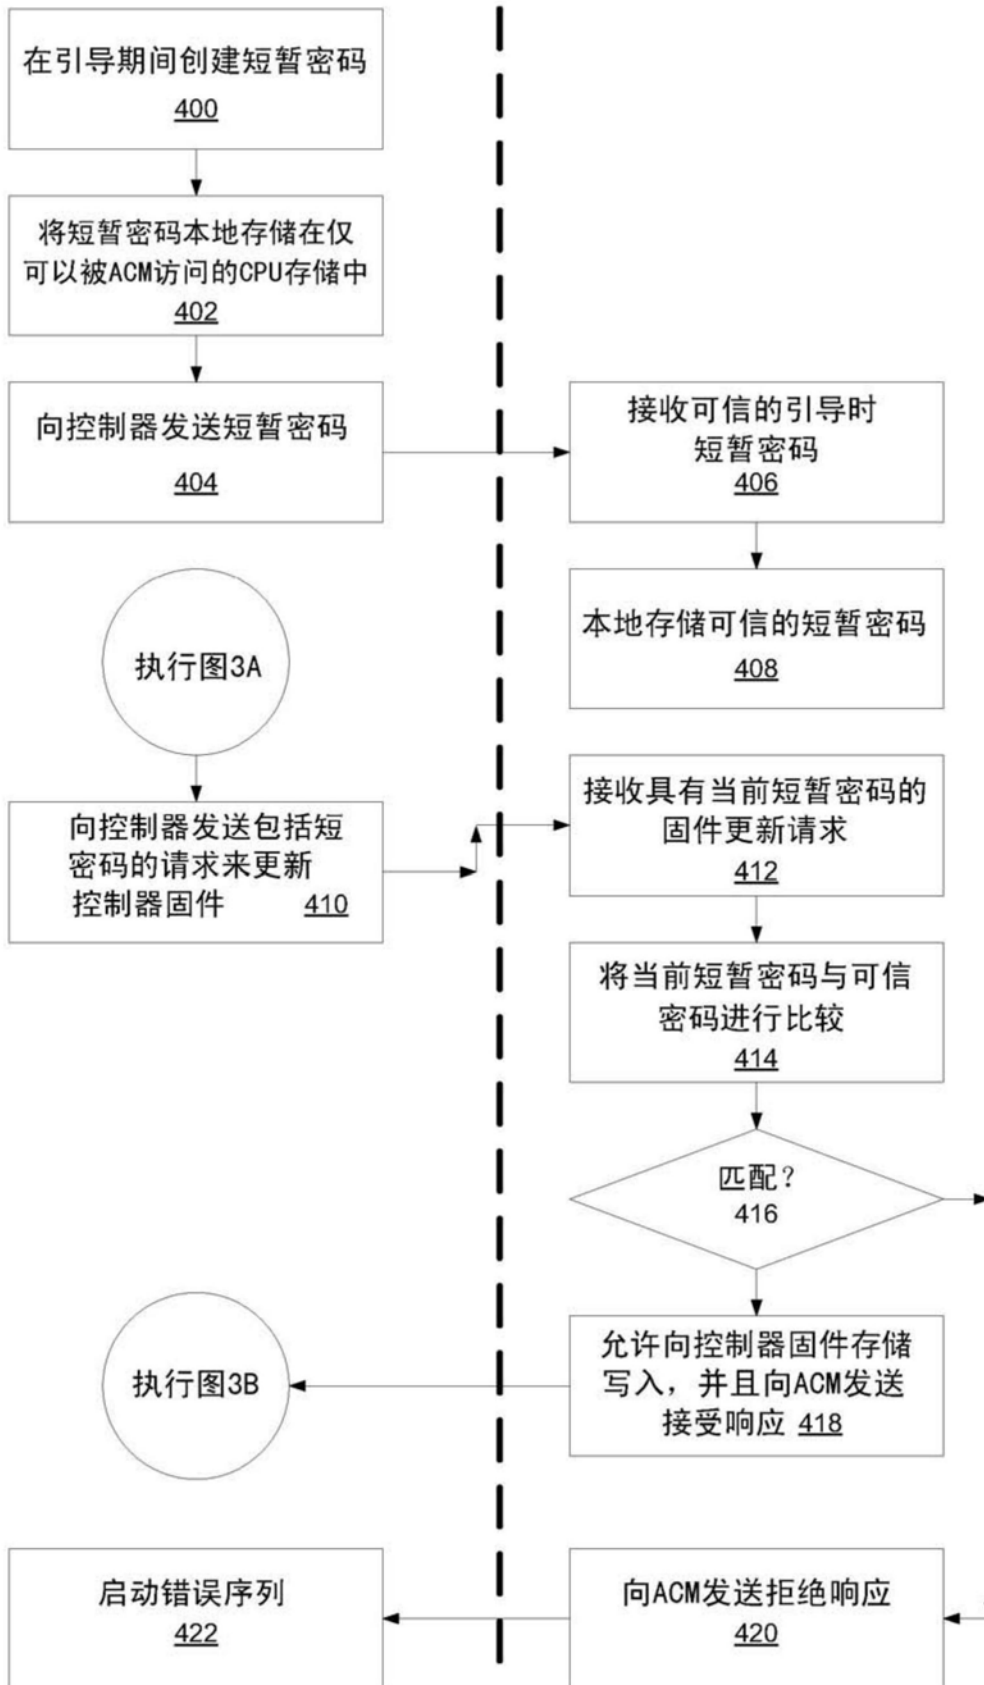 在引导期间创建短暂密码
400
将短暂密码本地存储在仅
可以被ACM访问的CPU存储中
402
向控制器发送短暂密码
404
接收可信的引导时
短暂密码
406
本地存储可信的短暂密码
408
执行图3A
向控制器发送包括短
密码的请求来更新
控制器固件 410
接收具有当前短暂密码的
固件更新请求
412
将当前短暂密码与可信
密码进行比较
414
匹配？
416
允许向控制器固件存储
写入，并且向ACM发送
接受响应 418
执行图3B
向ACM发送拒绝响应
420
启动错误序列
422